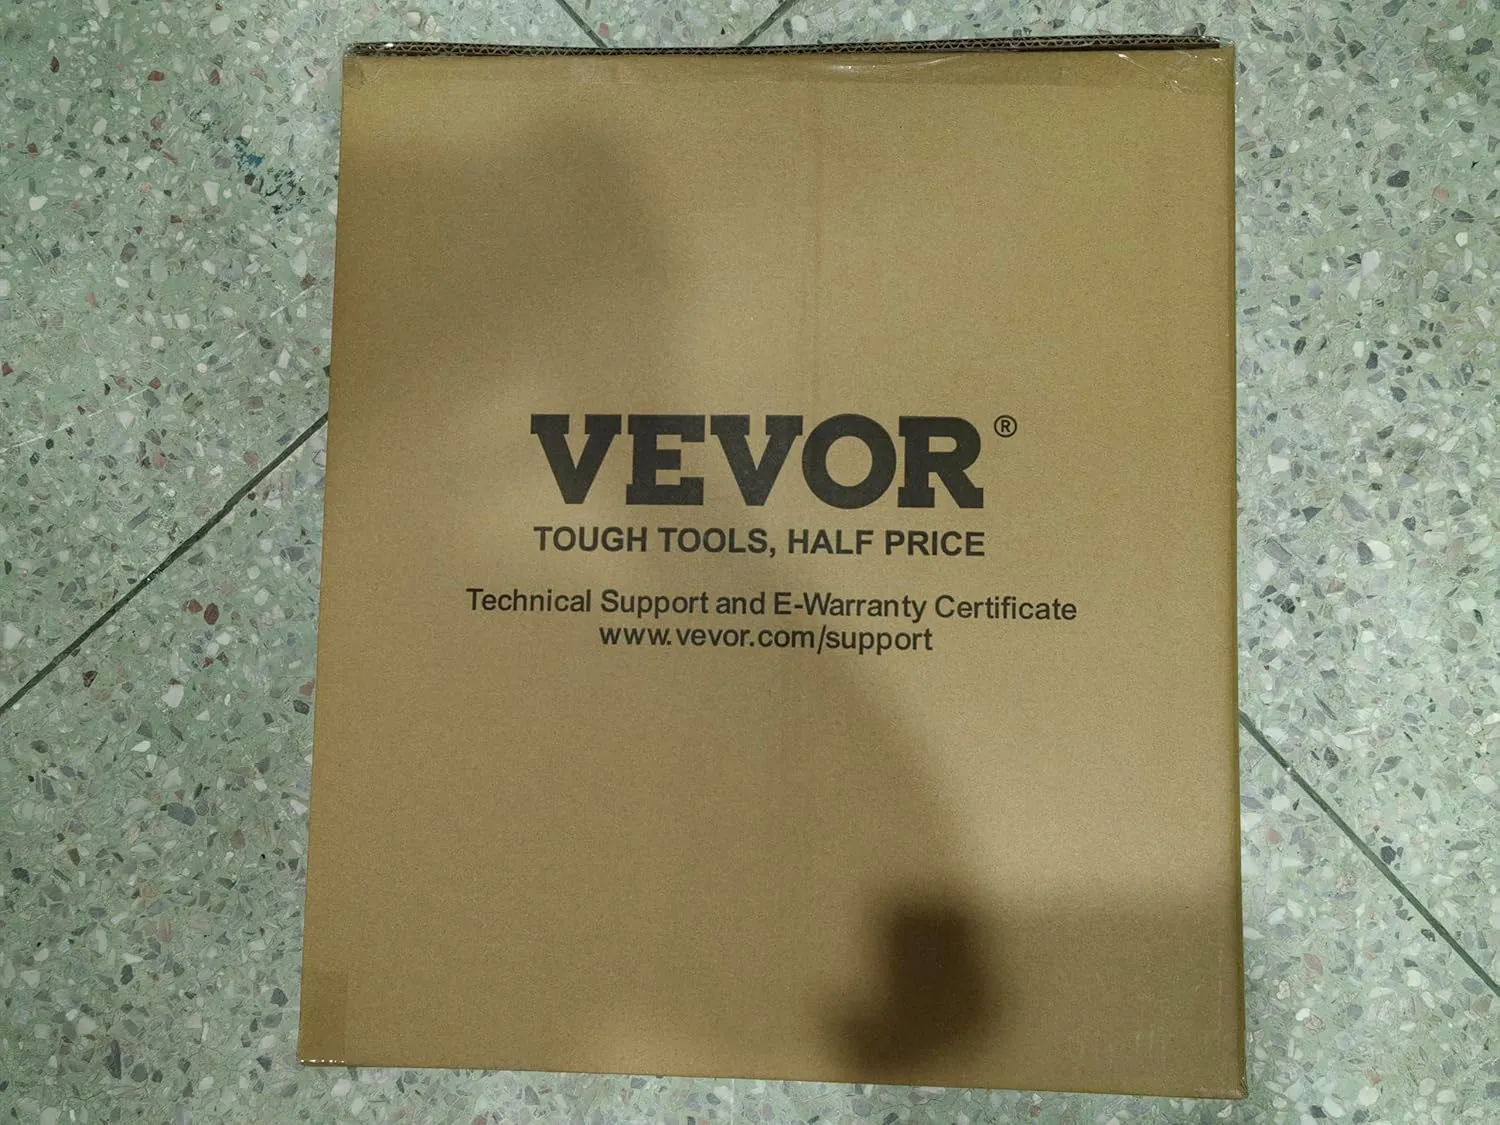 VEVOR®
TOUGH TOOLS, HALF PRICE
Technical Support and E-Warranty Certificate
www.vevor.com/support